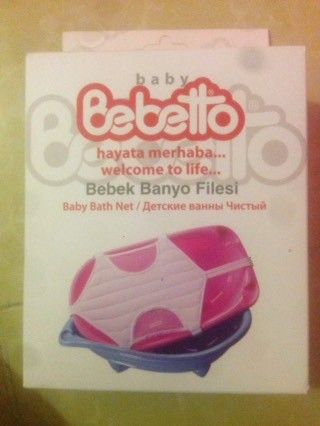 baby
Bebetto®
hayata merhaba...
welcome to life...
Bebek Banyo Filesi
Baby Bath Net / Детские ванны Чистый